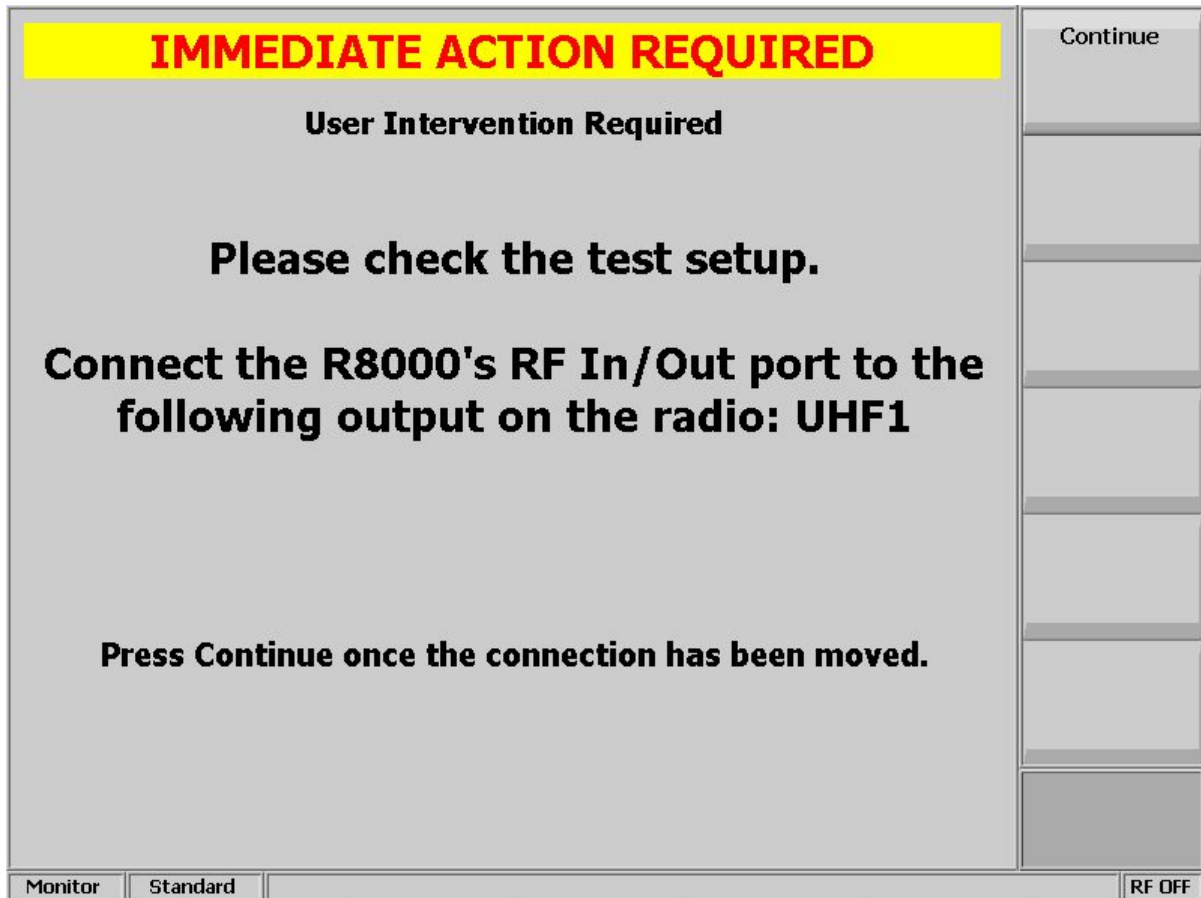 IMMEDIATE ACTION REQUIRED
User Intervention Required
Please check the test setup.
Connect the R8000's RF In/Out port to the
following output on the radio: UHF1
Press Continue once the connection has been moved.
Continue
Monitor
Standard
RF OFF